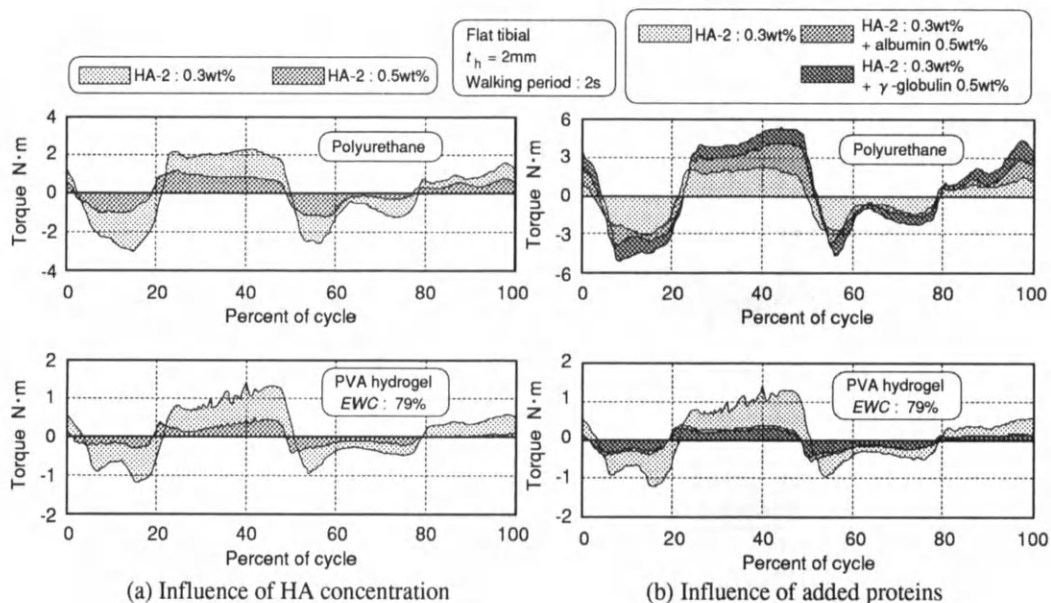 HA-2 : 0.3wt% HA-2 : 0.5wt%
Flat tibial
t h = 2mm
Walking period : 2s
HA-2 : 0.3wt% HA-2 : 0.3wt%
+ albumin 0.5wt%
HA-2 : 0.3wt%
+ γ-globulin 0.5wt%
4
2
0
-2
-4
Torque N·m
Polyurethane
0 20 40 60 80 100
Percent of cycle
6
3
0
-3
-6
Torque N·m
Polyurethane
0 20 40 60 80 100
Percent of cycle
2
1
0
-1
-2
Torque N·m
PVA hydrogel
EWC : 79%
0 20 40 60 80 100
Percent of cycle
(a) Influence of HA concentration
2
1
0
-1
-2
Torque N·m
PVA hydrogel
EWC : 79%
0 20 40 60 80 100
Percent of cycle
(b) Influence of added proteins